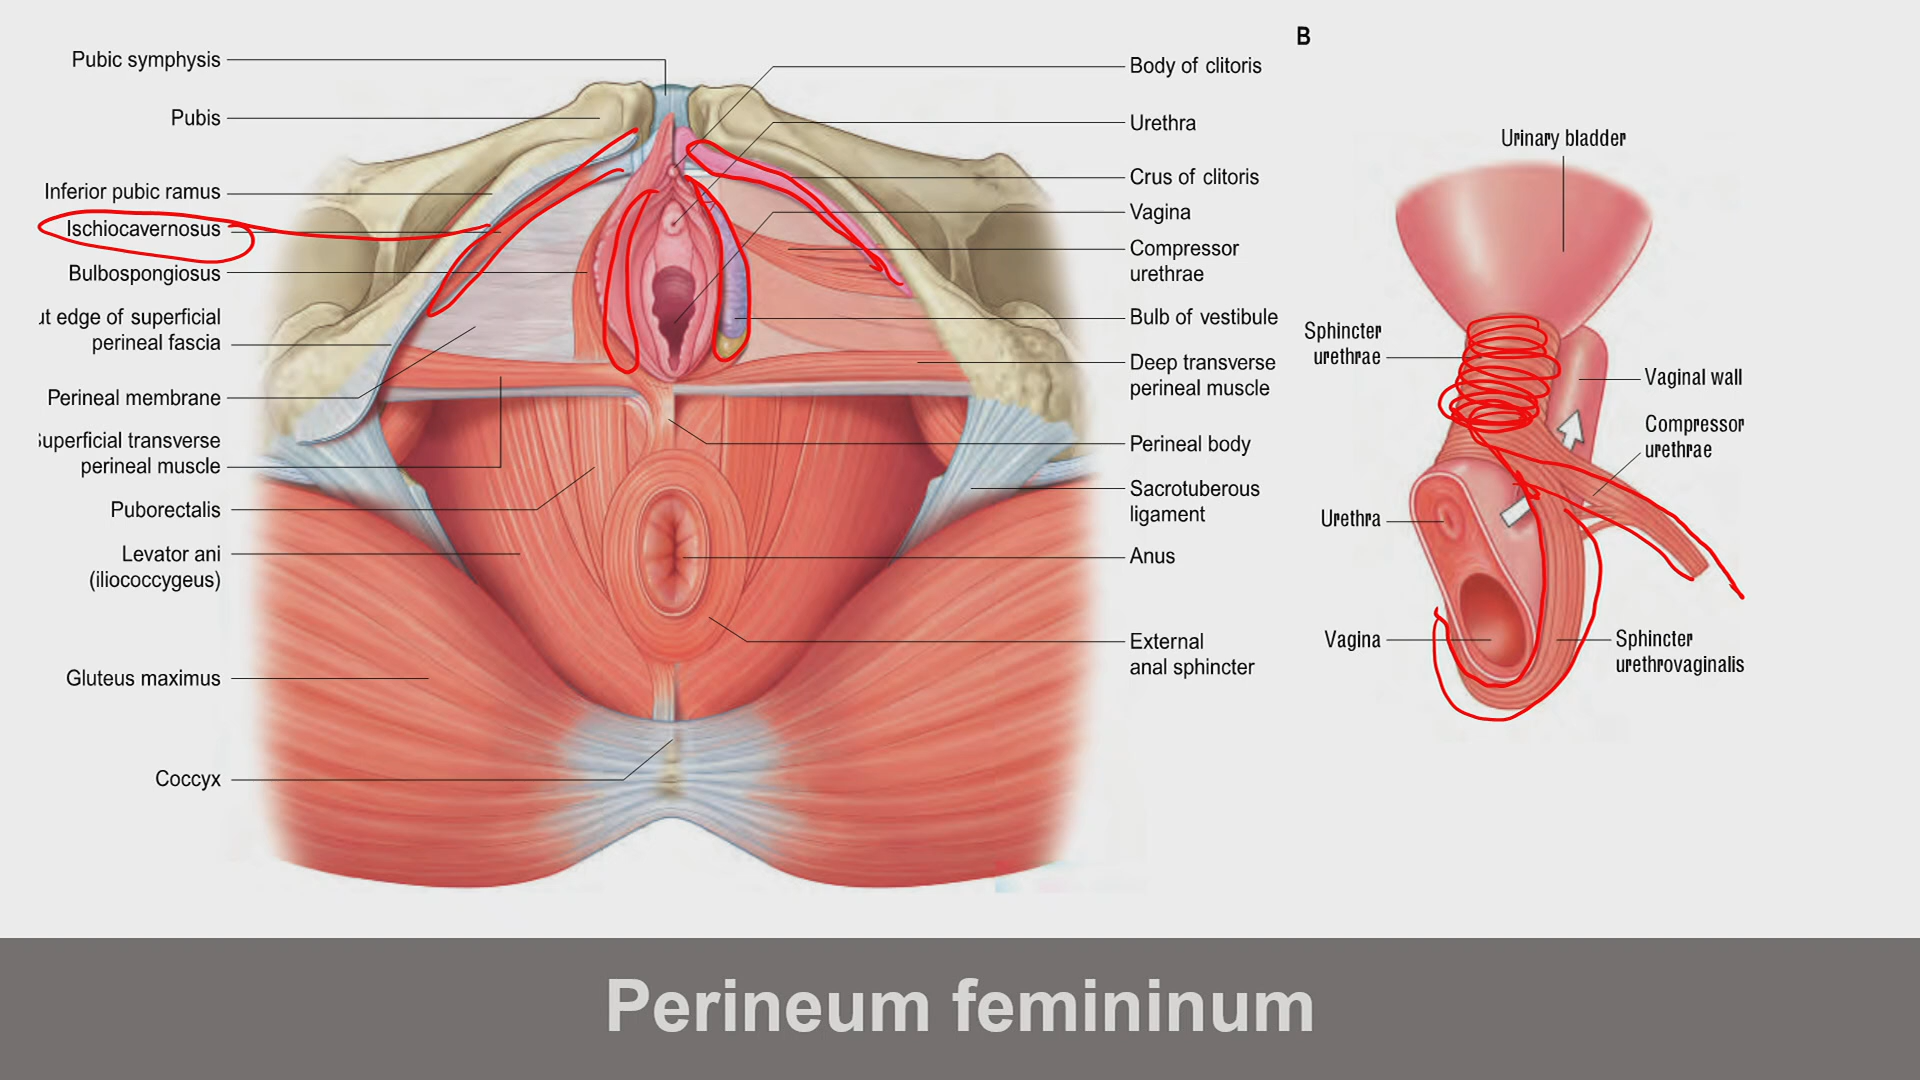 Pubic symphysis
Pubis
Inferior pubic ramus
Ischiocavernosus
Bulbospongiosus
ut edge of superficial
perineal fascia
Perineal membrane
uperficial transverse
perineal muscle
Puborectalis
Levator ani
(iliococcygeus)
Gluteus maximus
Coccyx
Body of clitoris
Urethra
Crus of clitoris
Vagina
Compressor
urethrae
Bulb of vestibule
Deep transverse
perineal muscle
Perineal body
Sacrotuberous
ligament
Anus
External
anal sphincter
B
Urinary bladder
Sphincter
urethrae
Vaginal wall
Compressor
urethrae
Urethra
Vagina
Sphincter
urethrovaginalis
Perineum femininum